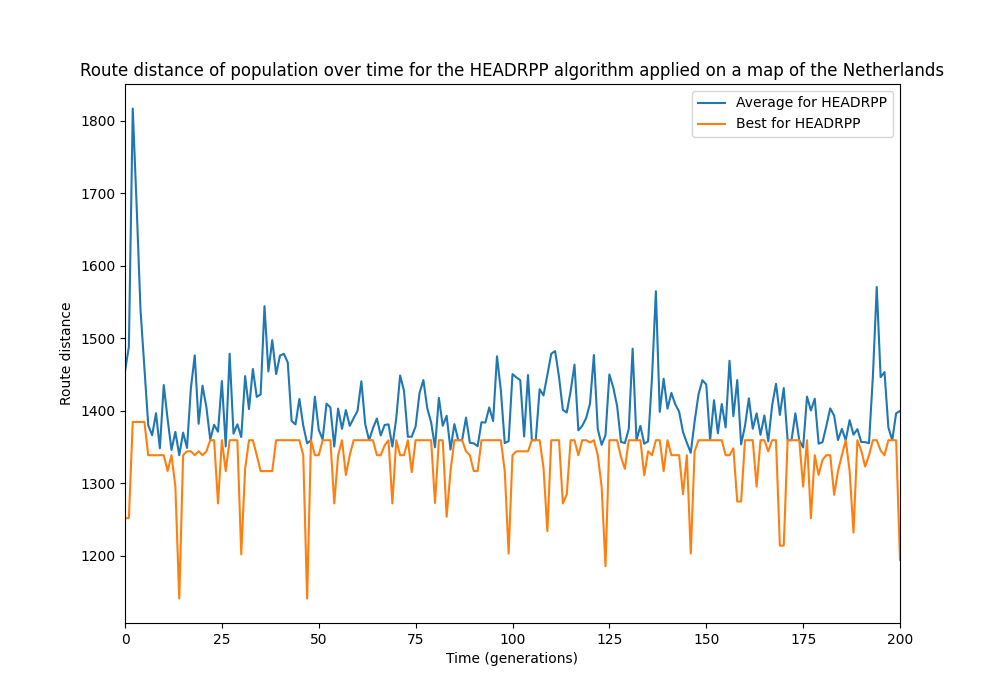 Route distance of population over time for the HEADRPP algorithm applied on a map of the Netherlands
Average for HEADRPP
Best for HEADRPP
1800
1700
1600
1500
1400
1300
1200
Route distance
0 25 50 75 100 125 150 175 200
Time (generations)